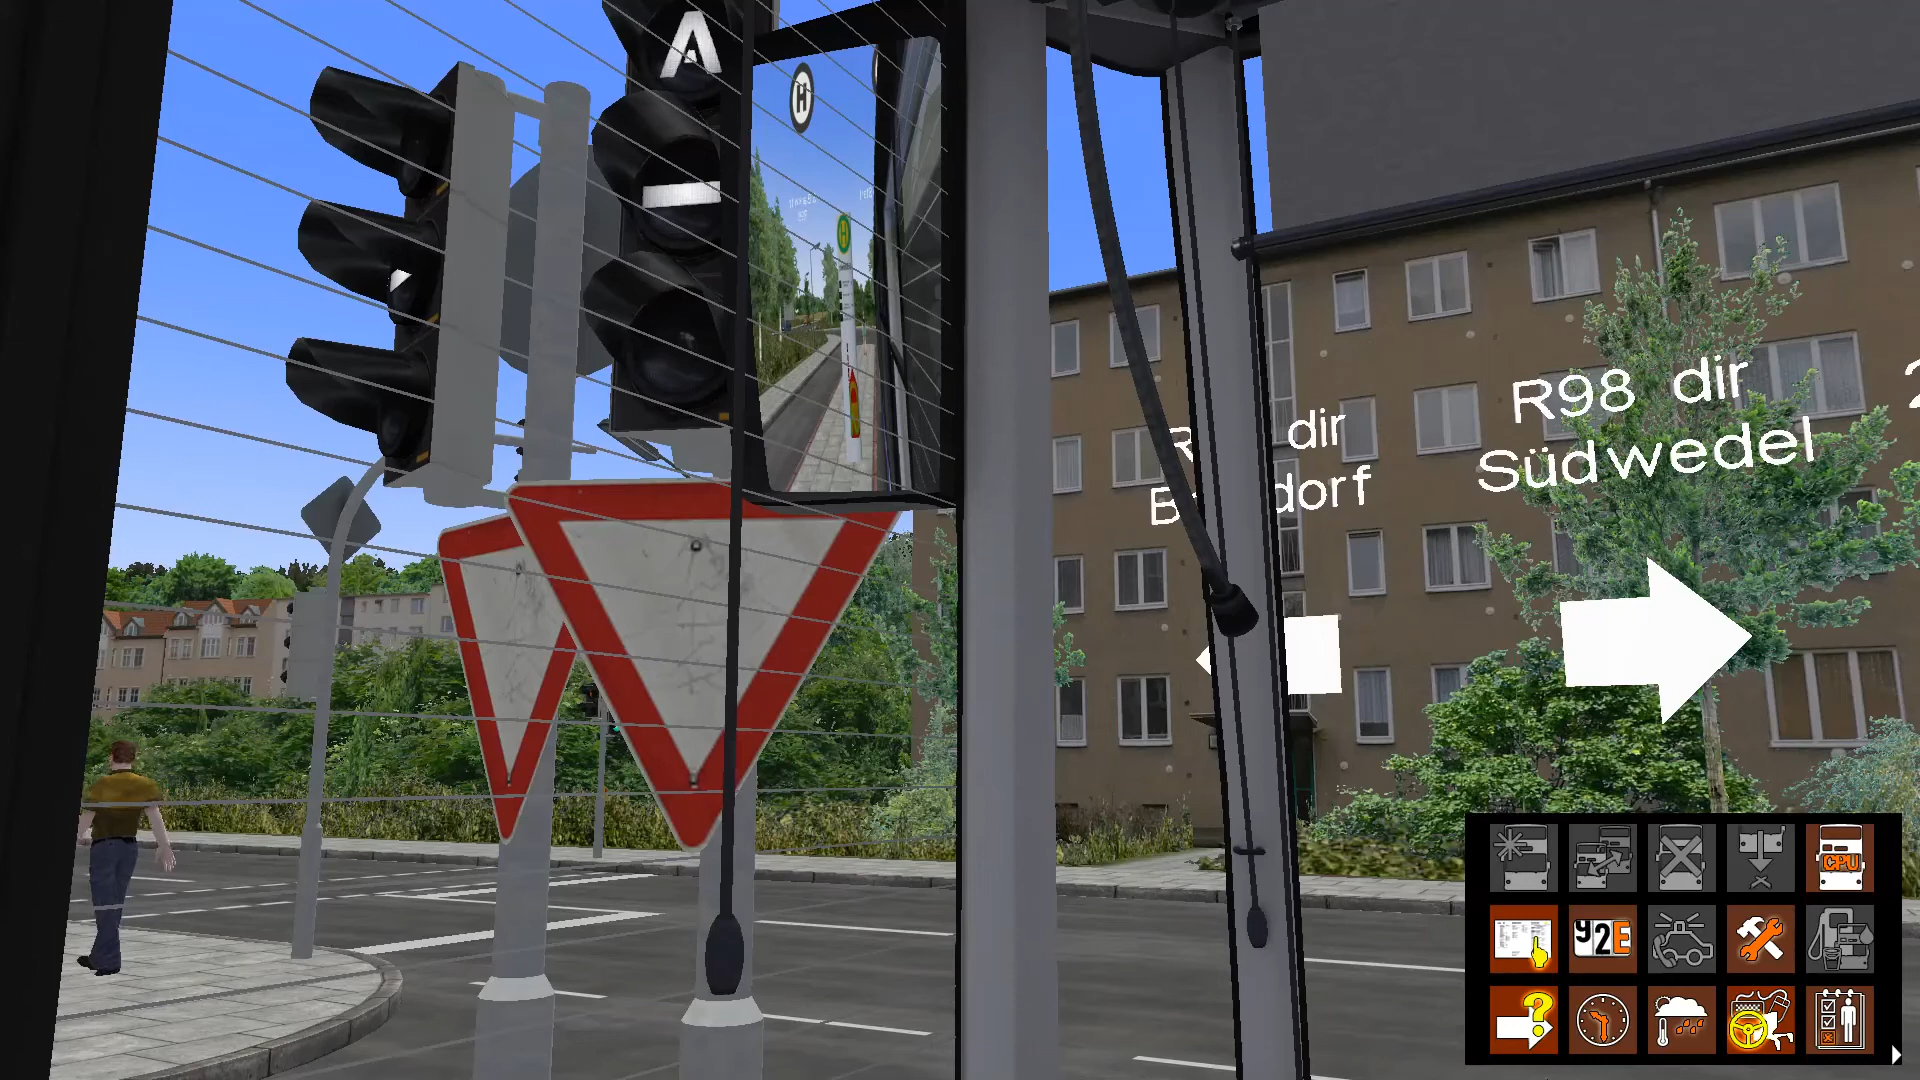 A
H
H
dir
dorf
R98 dir
Südwedel
CPU
92E